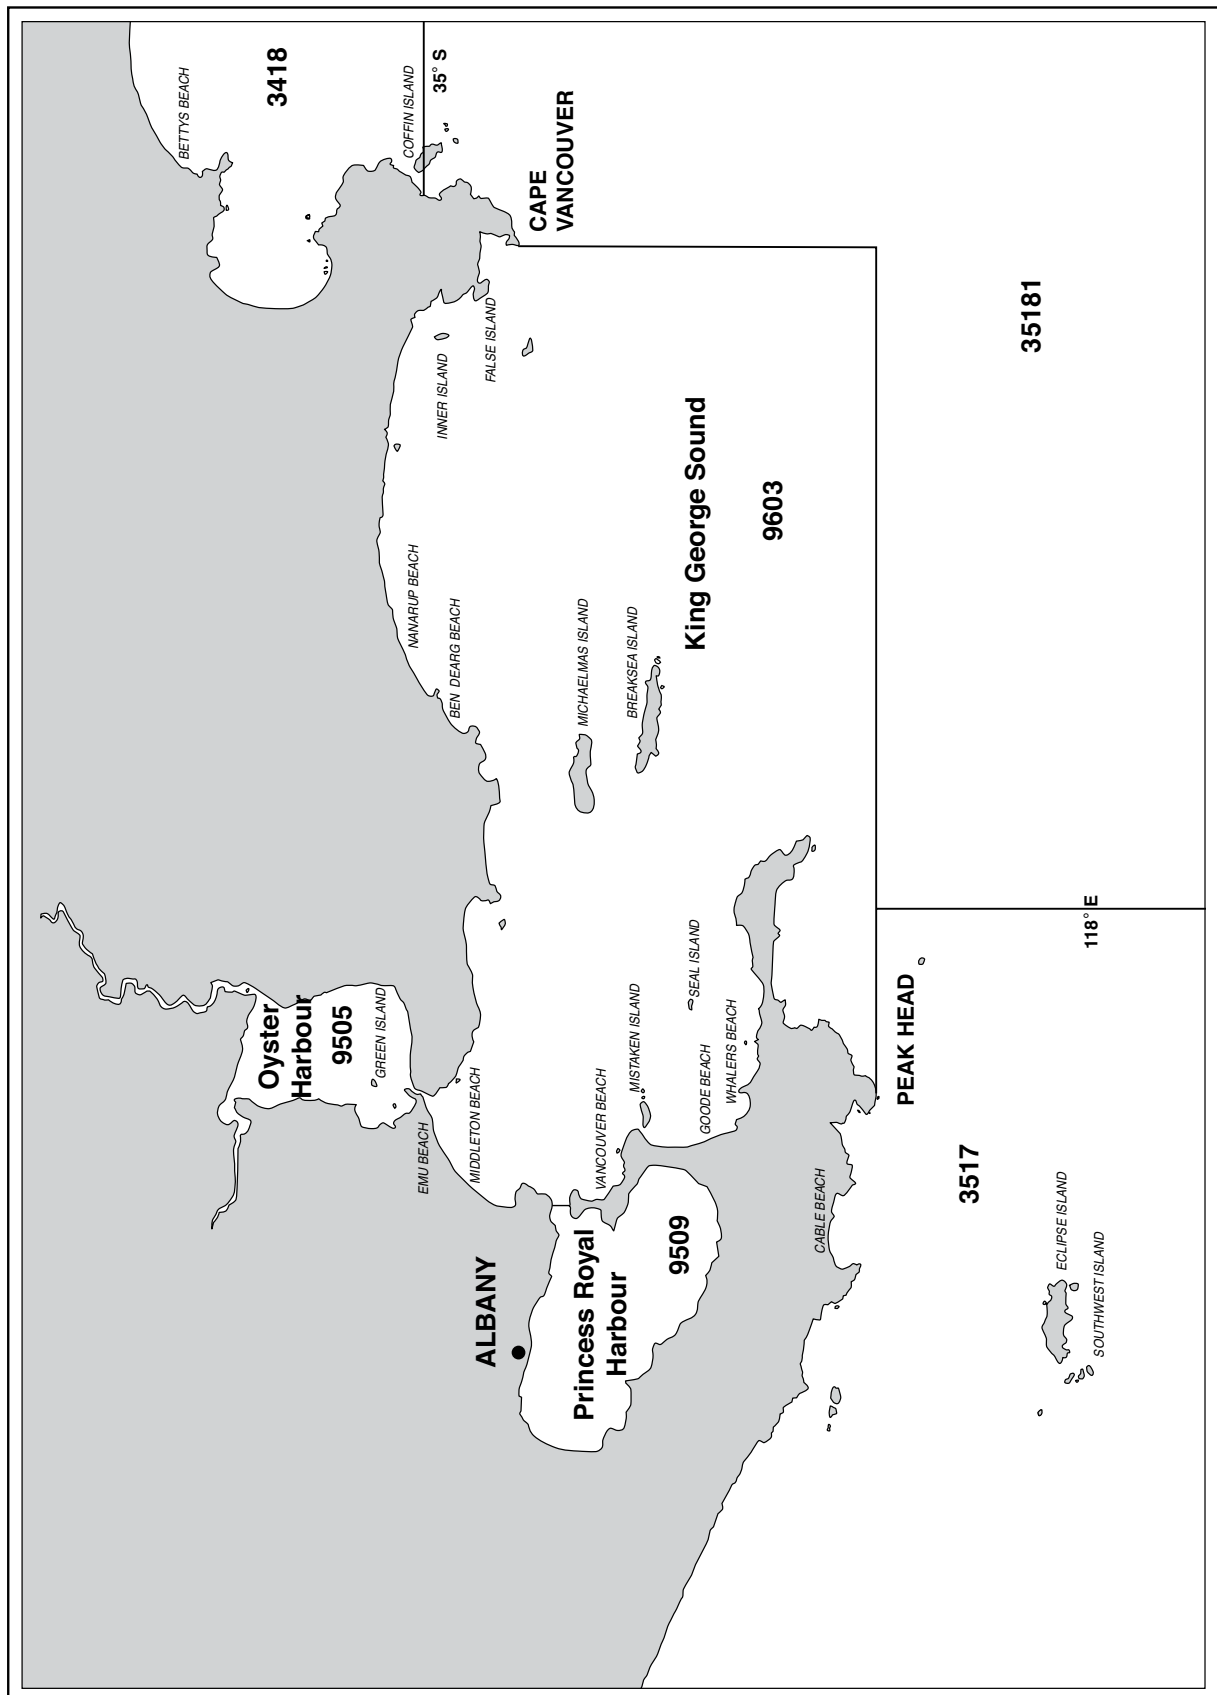 BETTYS BEACH
3418
COFFIN ISLAND
35° S
CAPE
VANCOUVER
INNER ISLAND
FALSE ISLAND
35181
King George Sound
9603
NANARUP BEACH
BEN DEARG BEACH
MICHAELMAS ISLAND
BREAKSEA ISLAND
Oyster
Harbour
9505
GREEN ISLAND
SEAL ISLAND
MISTAKEN ISLAND
GOODE BEACH
WHALERS BEACH
118° E
PEAK HEAD
EMU BEACH
MIDDLETON BEACH
VANCOUVER BEACH
CABLE BEACH
3517
ECLIPSE ISLAND
SOUTHWEST ISLAND
ALBANY
Princess Royal
Harbour
9509